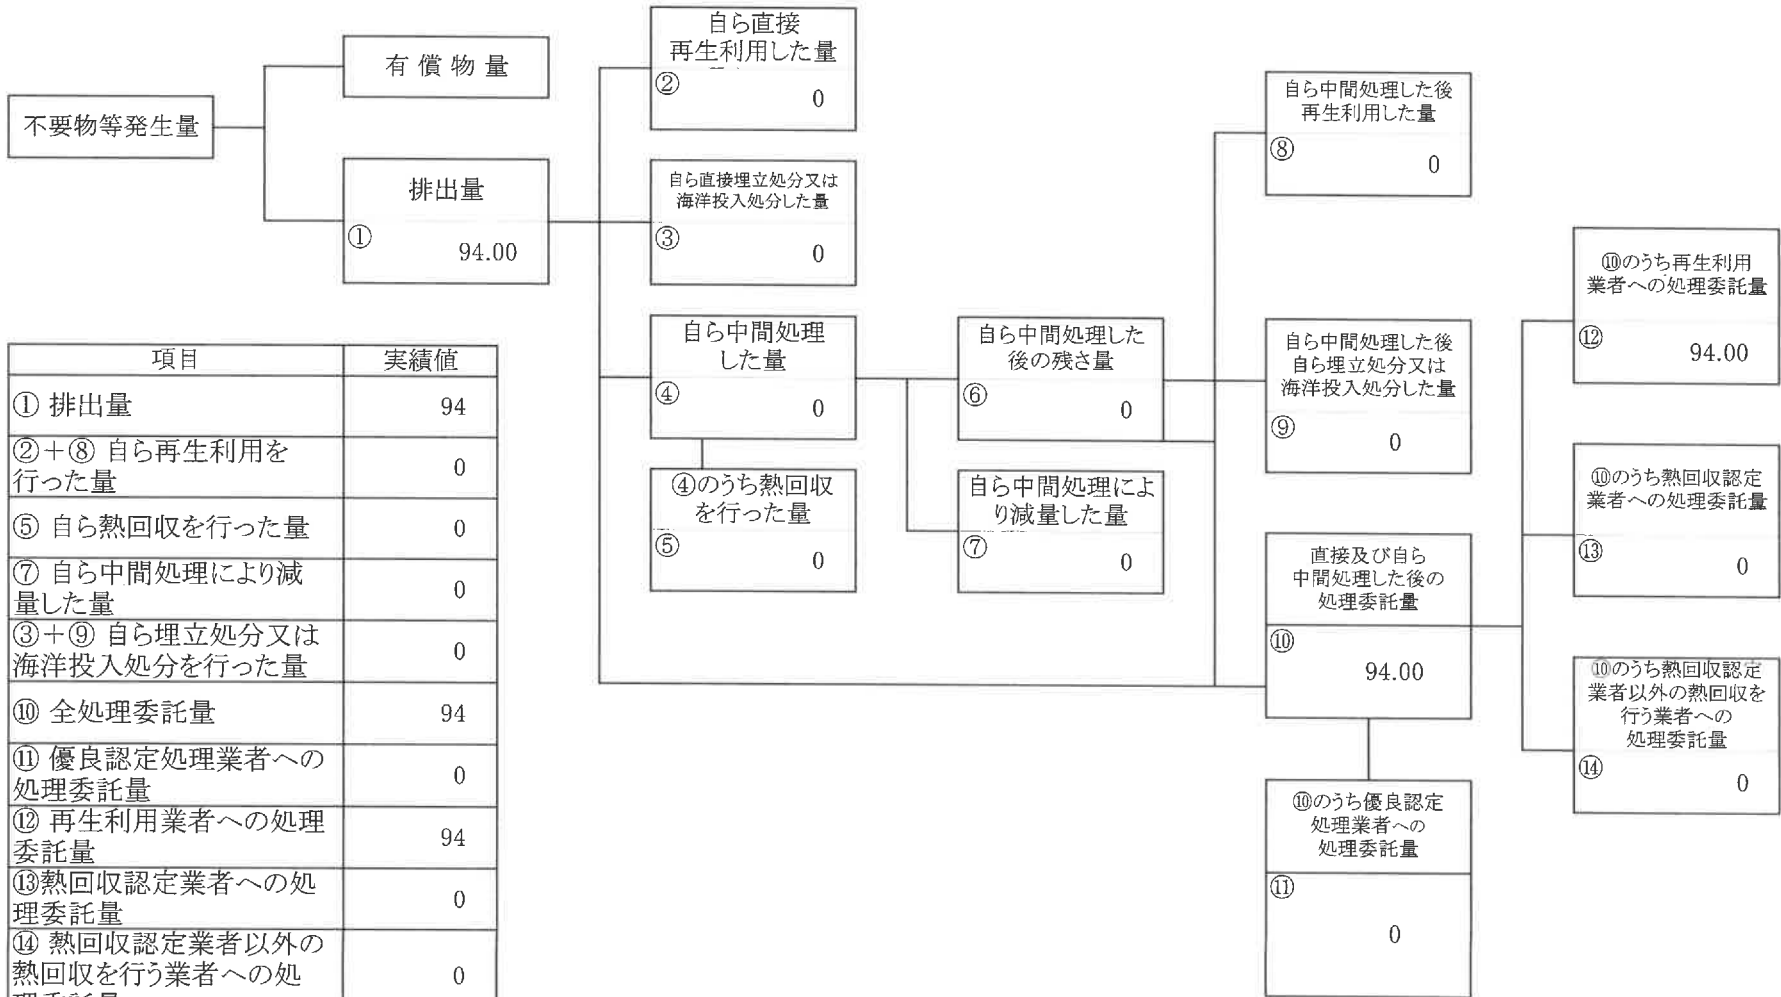 不要物等発生量
有償物量
排出量
①
94.00
自ら直接
再生利用した量
②
0
自ら直接埋立処分又は
海洋投入処分した量
③
0
自ら中間処理
した量
④
0
④のうち熱回収
を行った量
⑤
0
自ら中間処理した
後の残さ量
⑥
0
自ら中間処理によ
り減量した量
⑦
0
自ら中間処理した後
再生利用した量
⑧
0
自ら中間処理した後
自ら埋立処分又は
海洋投入処分した量
⑨
0
直接及び自ら
中間処理した後の
処理委託量
⑩
94.00
⑩のうち優良認定
処理業者への
処理委託量
⑪
0
⑩のうち再生利用
業者への処理委託量
⑫
94.00
⑩のうち熱回収認定
業者への処理委託量
⑬
0
⑩のうち熱回収認定
業者以外の熱回収を
行う業者への
処理委託量
⑭
0
項目 実績値
① 排出量 94
②+⑧ 自ら再生利用を
行った量 0
⑤ 自ら熱回収を行った量 0
⑦ 自ら中間処理により減
量した量 0
③+⑨ 自ら埋立処分又は
海洋投入処分を行った量 0
⑩ 全処理委託量 94
⑪ 優良認定処理業者への
処理委託量 0
⑫ 再生利用業者への処理
委託量 94
⑬熱回収認定業者への処
理委託量 0
⑭ 熱回収認定業者以外の
熱回収を行う業者への処 0